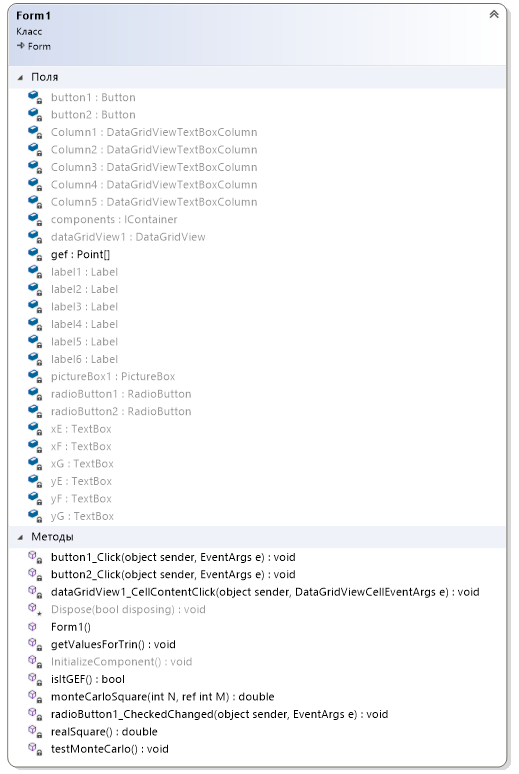 Form1
Класс
Form
Поля
button1 : Button
button2 : Button
Column1 : DataGridViewTextBoxColumn
Column2 : DataGridViewTextBoxColumn
Column3 : DataGridViewTextBoxColumn
Column4 : DataGridViewTextBoxColumn
Column5 : DataGridViewTextBoxColumn
components : IContainer
dataGridView1 : DataGridView
gef : Point[]
label1 : Label
label2 : Label
label3 : Label
label4 : Label
label5 : Label
label6 : Label
pictureBox1 : PictureBox
radioButton1 : RadioButton
radioButton2 : RadioButton
xE : TextBox
xF : TextBox
xG : TextBox
yE : TextBox
yF : TextBox
yG : TextBox
Методы
button1_Click(object sender, EventArgs e) : void
button2_Click(object sender, EventArgs e) : void
dataGridView1_CellContentClick(object sender, DataGridViewCellEventArgs e) : void
Dispose(bool disposing) : void
Form1()
getValuesForTrin() : void
InitializeComponent() : void
isItGEF() : bool
monteCarloSquare(int N, ref int M) : double
radioButton1_CheckedChanged(object sender, EventArgs e) : void
realSquare() : double
testMonteCarlo() : void